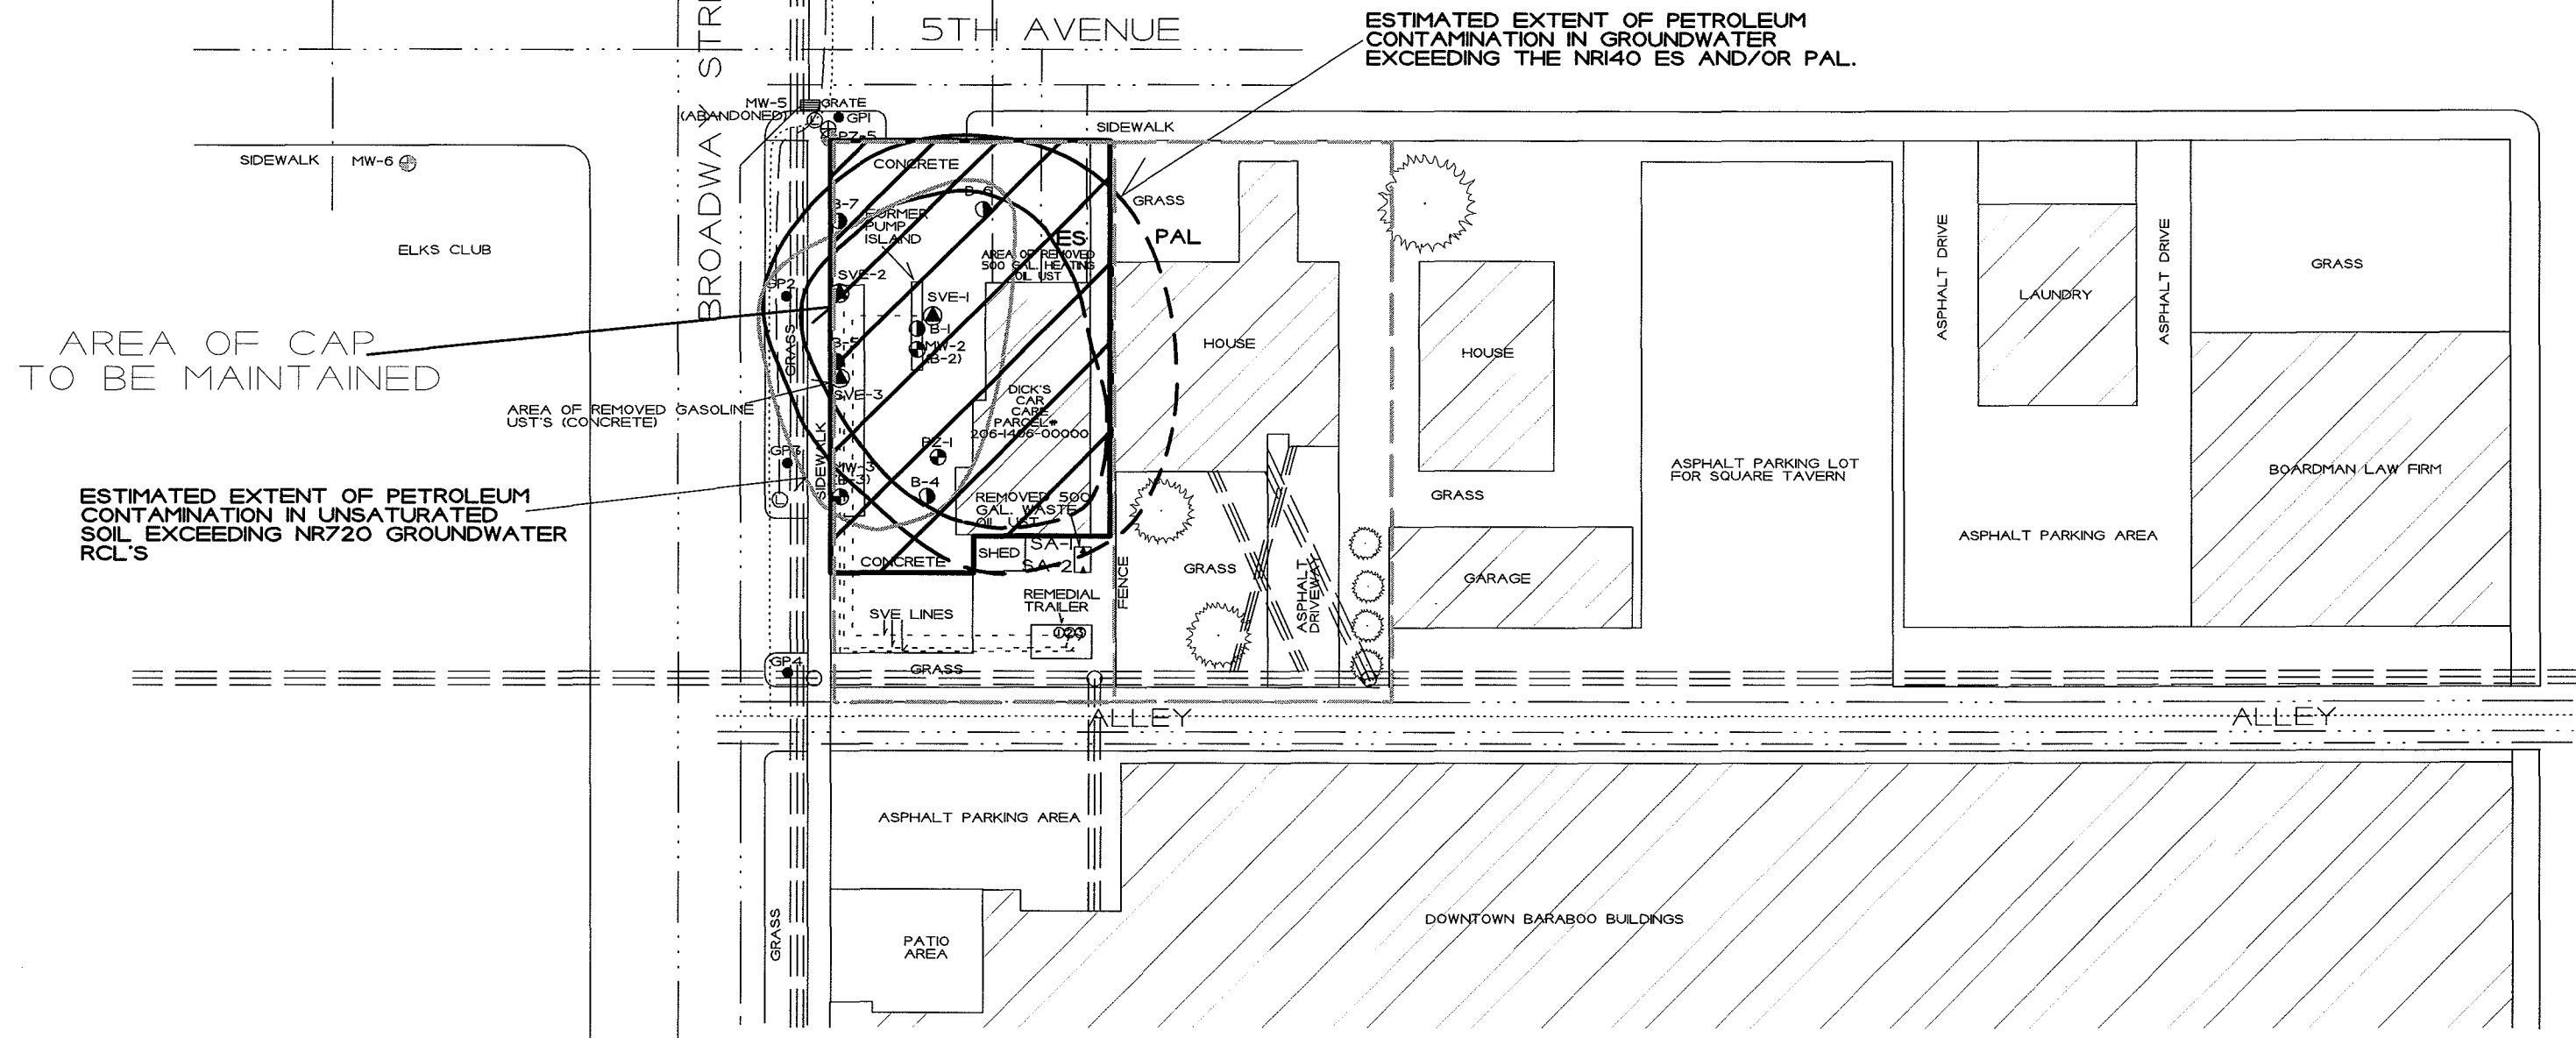 5TH AVENUE
ESTIMATED EXTENT OF PETROLEUM
CONTAMINATION IN GROUNDWATER
EXCEEDING THE NR140 ES AND/OR PAL.
BROADWAY STRE
MW-5
(ABANDONED)
GRATE
GP1
PZ-5
SIDEWALK
SIDEWALK
MW-6
CONCRETE
ELKS CLUB
B-7
FORMER
PUMP
ISLAND
B-6
GRASS
ES
PAL
AREA OF REMOVED
500 GAL. HEATING
OIL UST
SVE-2
GP2
SVE-1
B-1
MW-2
(B-2)
B-5
SVE-3
GRASS
AREA OF CAP
TO BE MAINTAINED
AREA OF REMOVED GASOLINE
UST'S (CONCRETE)
DICK'S
CAR
CARE
PARCEL#
206-1406-00000
HOUSE
HOUSE
GRASS
ASPHALT PARKING LOT
FOR SQUARE TAVERN
ASPHALT DRIVE
LAUNDRY
ASPHALT DRIVE
GRASS
BOARDMAN LAW FIRM
ASPHALT PARKING AREA
BZ-1
GP3
SIDEWALK
MW-3
(B-3)
B-4
REMOVED 500
GAL. WASTE
OIL UST
ESTIMATED EXTENT OF PETROLEUM
CONTAMINATION IN UNSATURATED
SOIL EXCEEDING NR720 GROUNDWATER
RCL'S
CONCRETE
SHED
SA-1
SA-2
FENCE
GRASS
ASPHALT
DRIVEWAY
GARAGE
REMEDIAL
TRAILER
SVE LINES
GP4
GRASS
ALLEY
ALLEY
ASPHALT PARKING AREA
GRASS
PATIO
AREA
DOWNTOWN BARABOO BUILDINGS